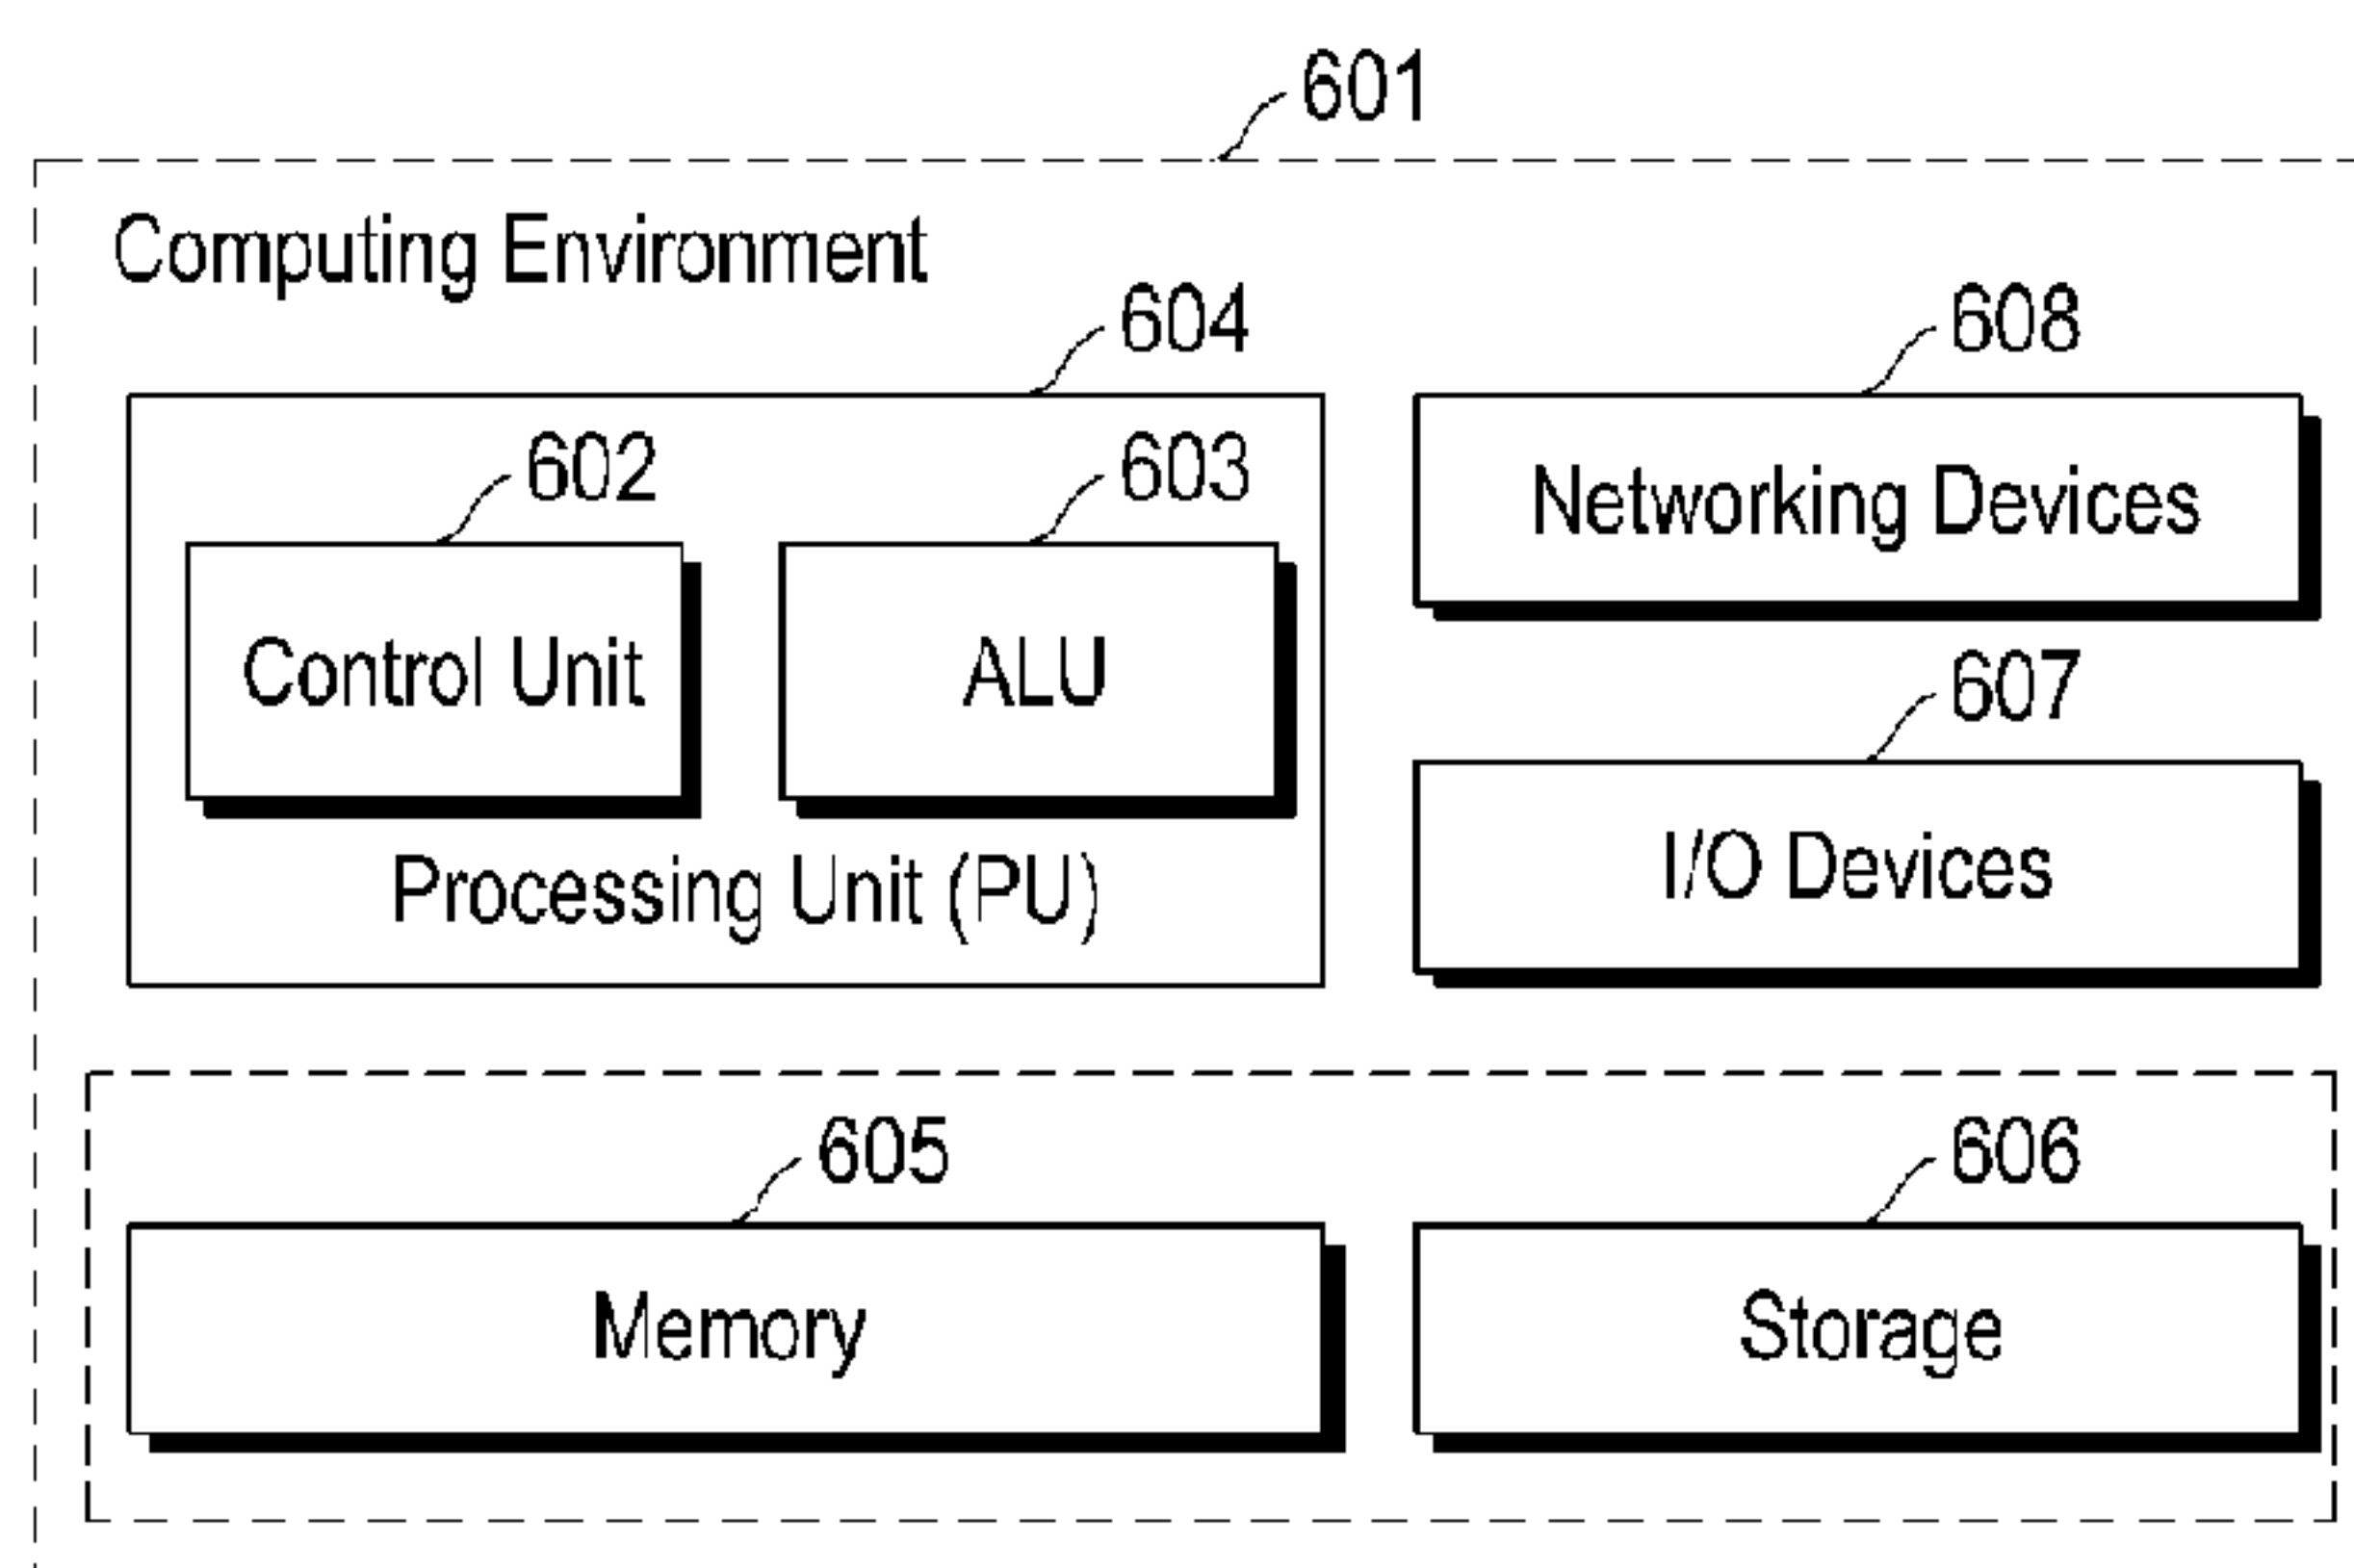 601
Computing Environment
604
608
602
603
Networking Devices
Control Unit
ALU
607
Processing Unit (PU)
I/O Devices
605
606
Memory
Storage